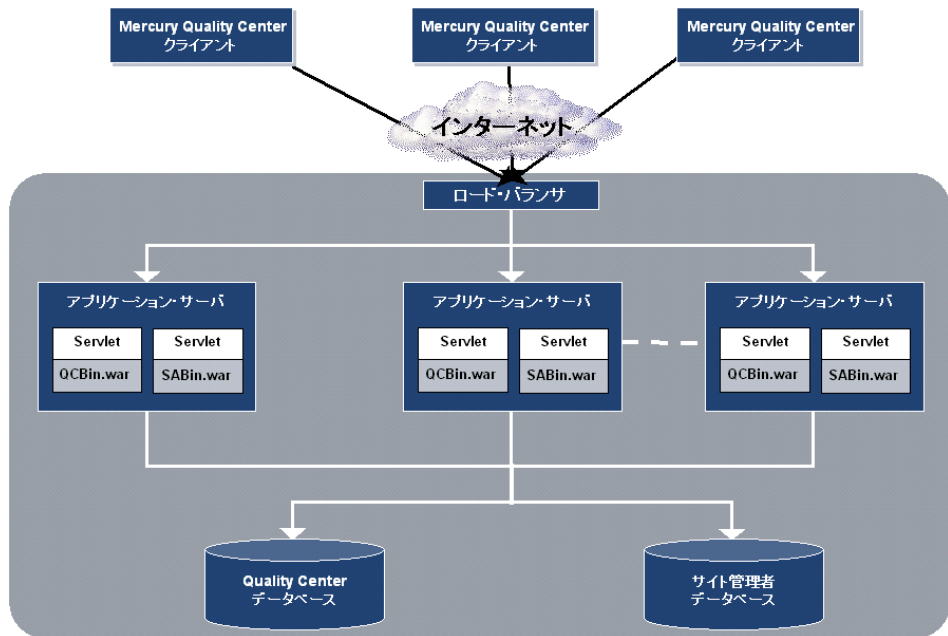 Mercury Quality Center
クライアント
Mercury Quality Center
クライアント
Mercury Quality Center
クライアント
インターネット
ロード・バランサ
アプリケーション・サーバ
Servlet
Servlet
QCBin.war
SABin.war
アプリケーション・サーバ
Servlet
Servlet
QCBin.war
SABin.war
アプリケーション・サーバ
Servlet
Servlet
QCBin.war
SABin.war
Quality Center
データベース
サイト管理者
データベース